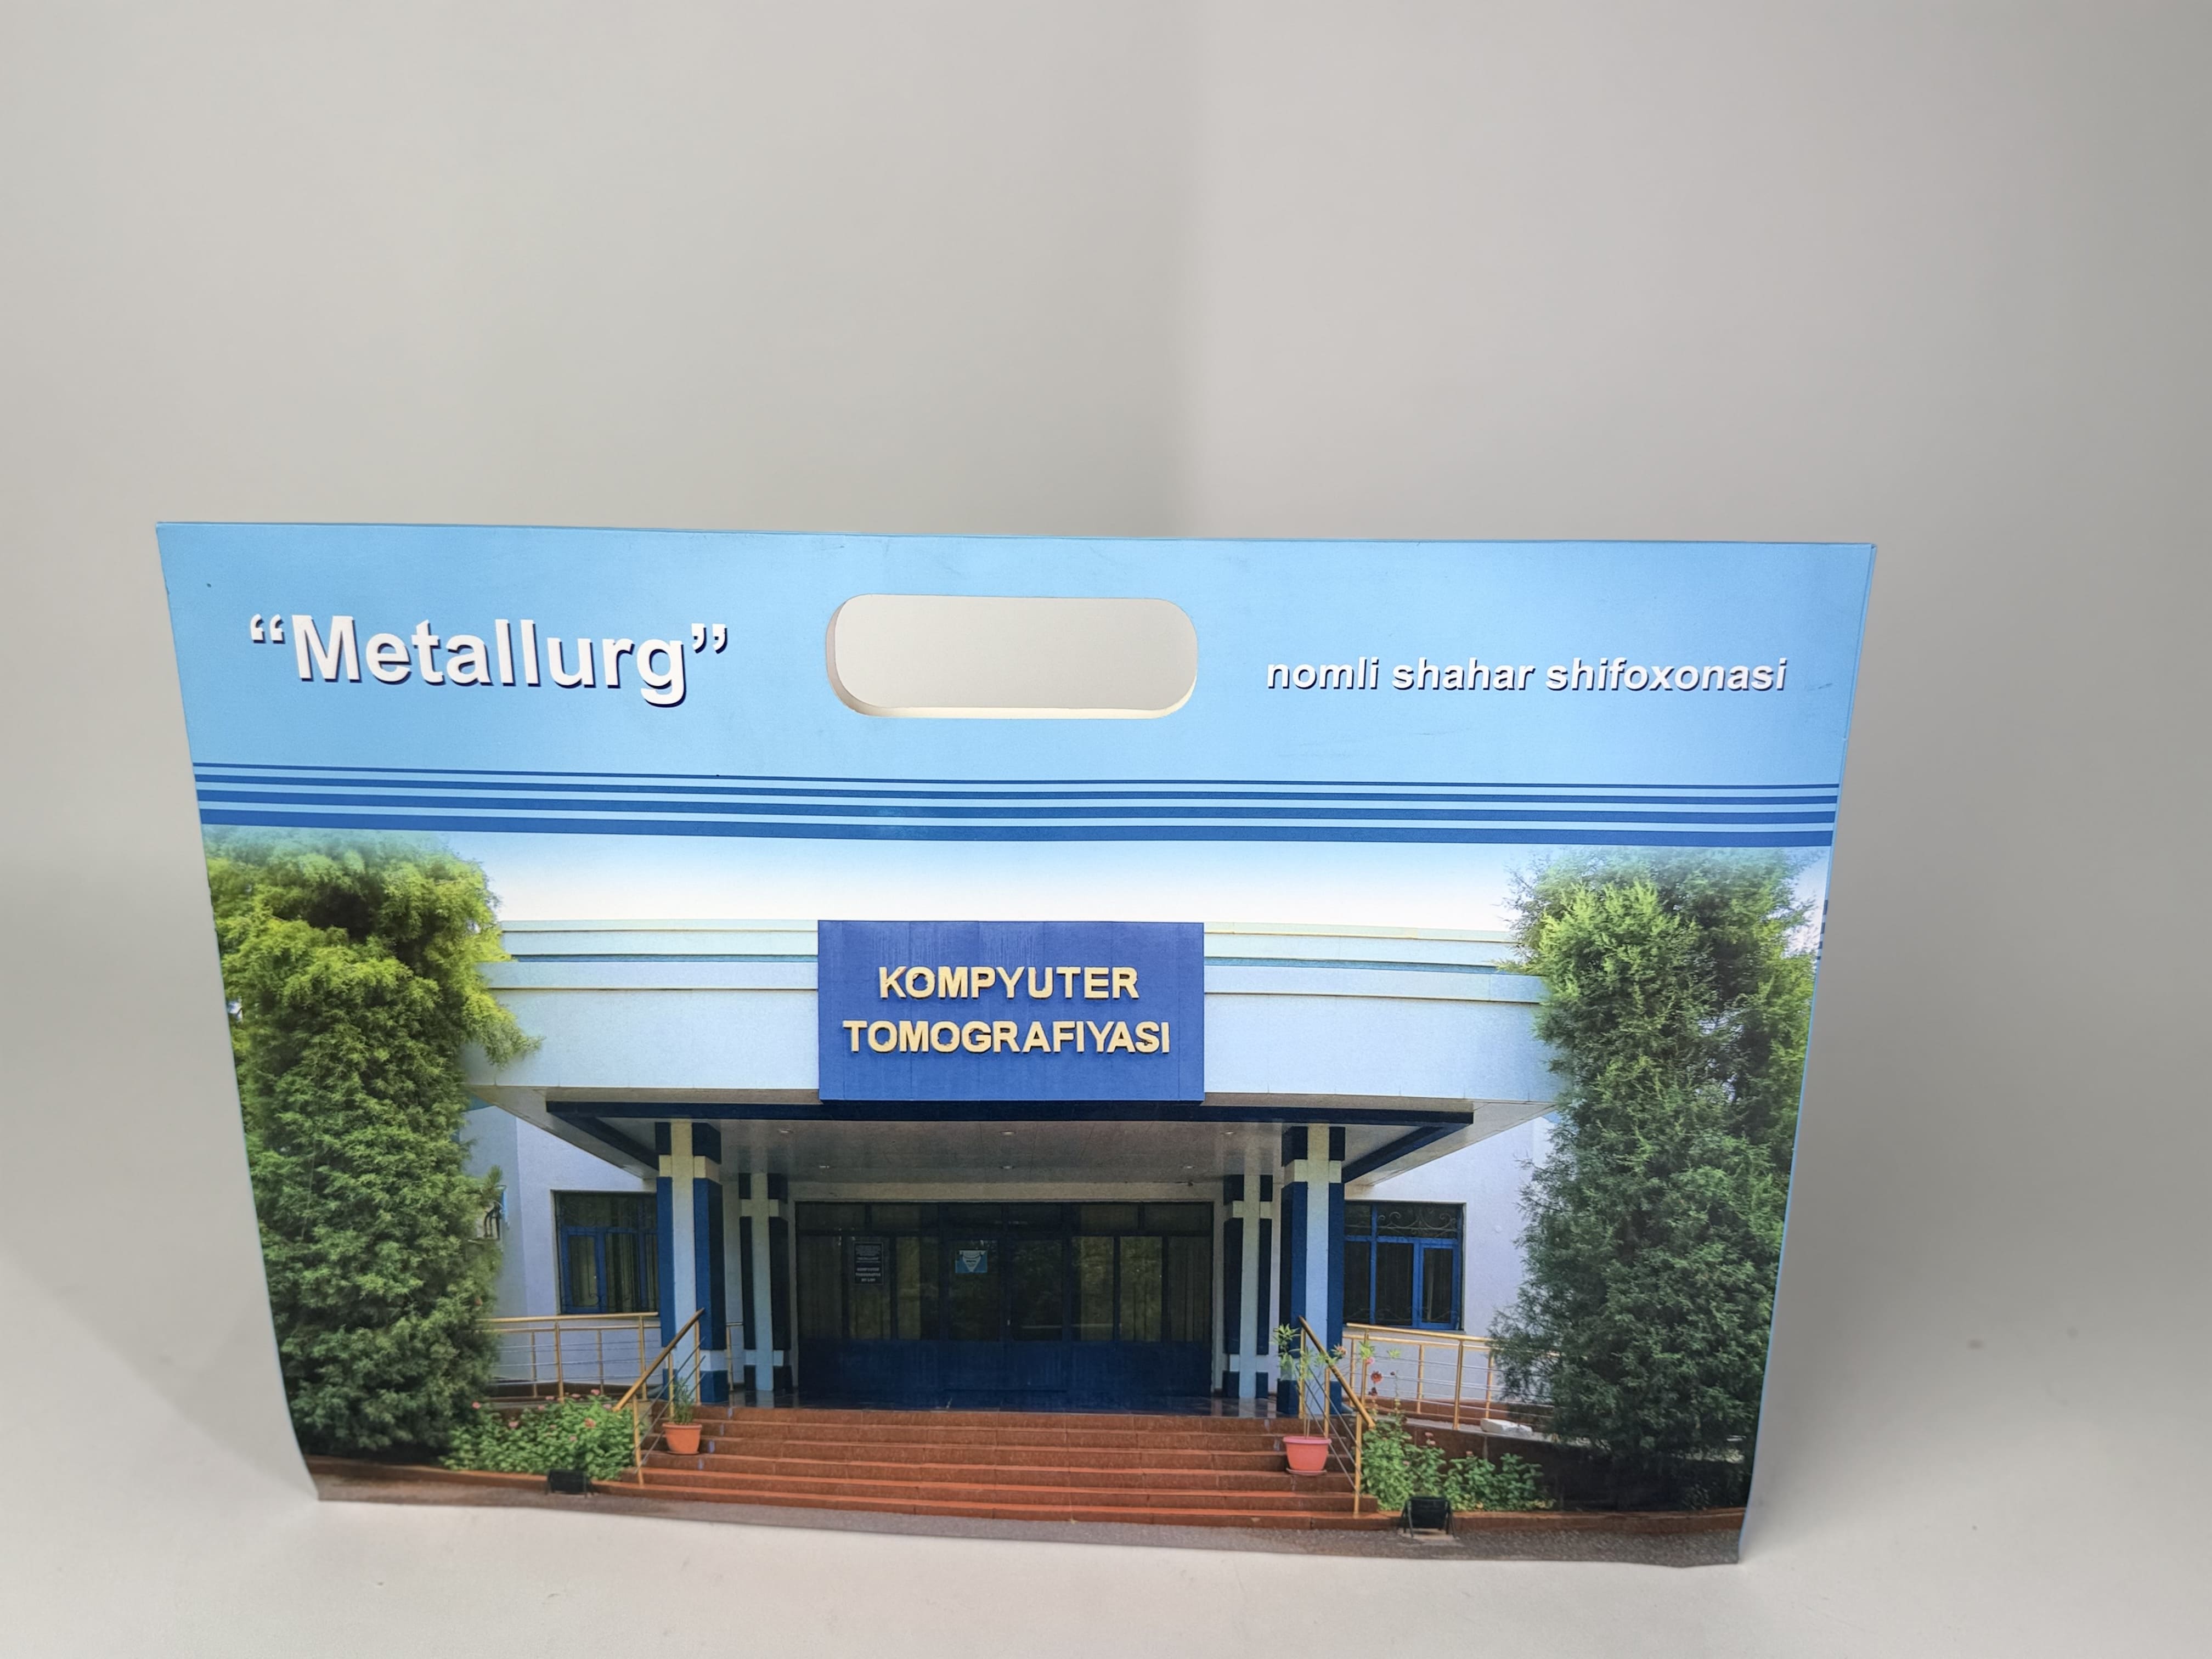 “Metallurg”
nomli shahar shifoxonasi
KOMPYUTER
TOMOGRAFIYASI